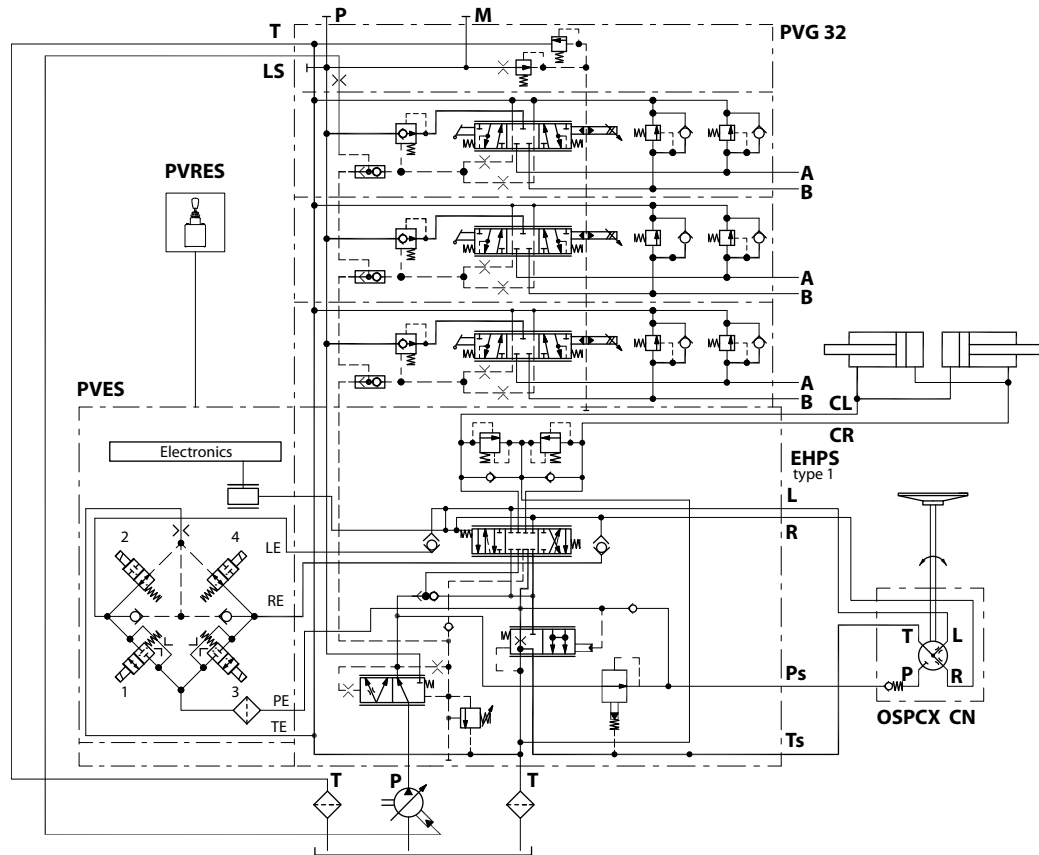 P
M
T
PVG 32
LS
PVRES
A
B
A
B
A
B
PVES
CL
CR
Electronics
EHPS
type 1
L
R
2
4
LE
RE
T
L
P
R
Ps
1
3
PE
TE
OSPCX CN
Ts
T
P
T